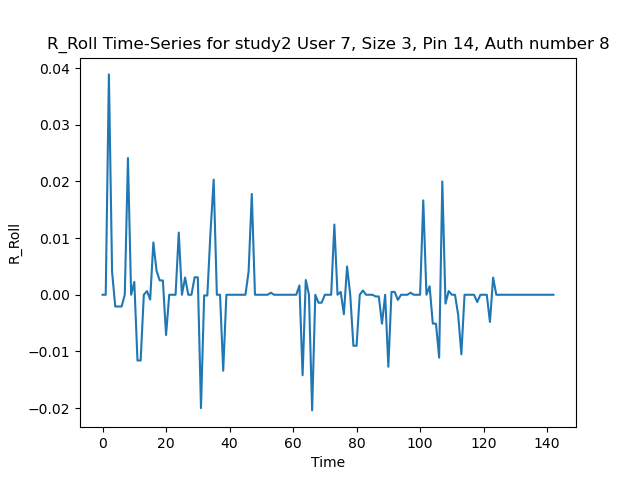 R_Roll Time-Series for study2 User 7, Size 3, Pin 14, Auth number 8
0.04
0.03
0.02
0.01
0.00
−0.01
−0.02
R_Roll
0 20 40 60 80 100 120 140
Time